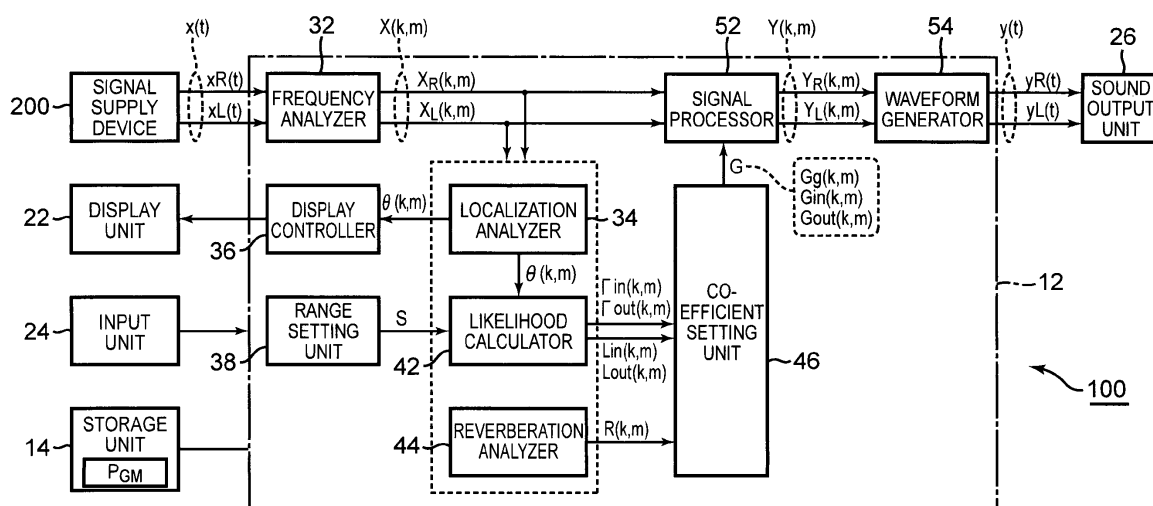 x(t)
X(k,m)
Y(k,m)
y(t)
32
52
54
26
200
SIGNAL
SUPPLY
DEVICE
xR(t)
xL(t)
FREQUENCY
ANALYZER
XR(k,m)
XL(k,m)
SIGNAL
PROCESSOR
YR(k,m)
YL(k,m)
WAVEFORM
GENERATOR
yR(t)
yL(t)
SOUND
OUTPUT
UNIT
G
Gg(k,m)
Gin(k,m)
Gout(k,m)
22
DISPLAY
UNIT
36
DISPLAY
CONTROLLER
θ(k,m)
LOCALIZATION
ANALYZER
34
θ(k,m)
12
24
INPUT
UNIT
38
RANGE
SETTING
UNIT
S
42
LIKELIHOOD
CALCULATOR
Γin(k,m)
Γout(k,m)
Lin(k,m)
Lout(k,m)
CO-
EFFICIENT
SETTING
UNIT
46
100
14
STORAGE
UNIT
PGM
44
REVERBERATION
ANALYZER
R(k,m)